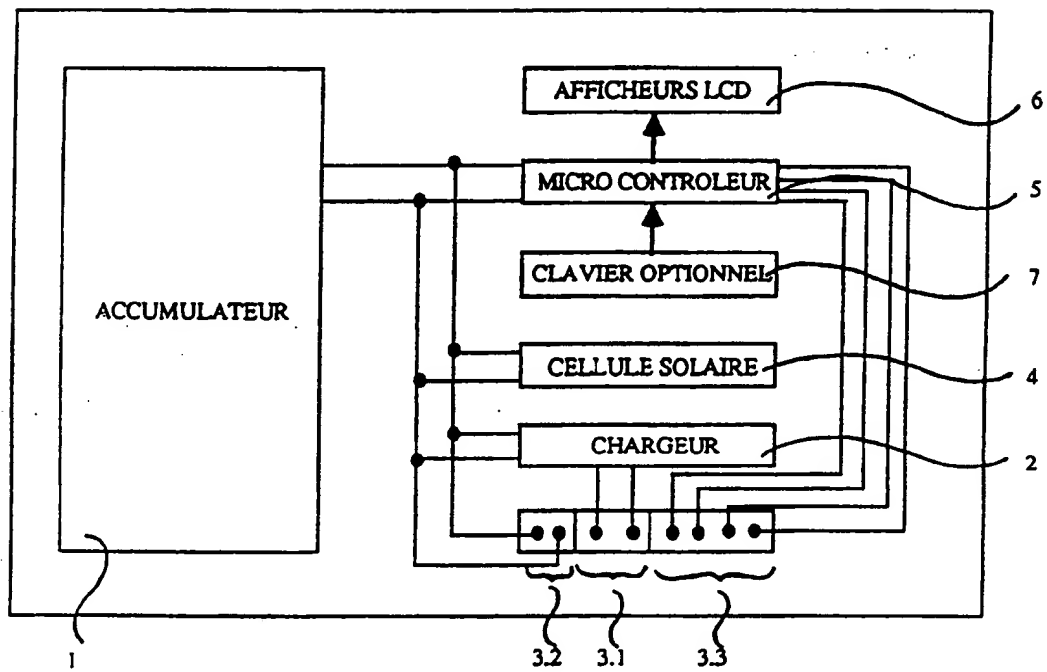 AFFICHEURS LCD
6
MICRO CONTROLEUR
5
CLAVIER OPTIONNEL
7
ACCUMULATEUR
CELLULE SOLAIRE
4
CHARGEUR
2
1
3.2
3.1
3.3